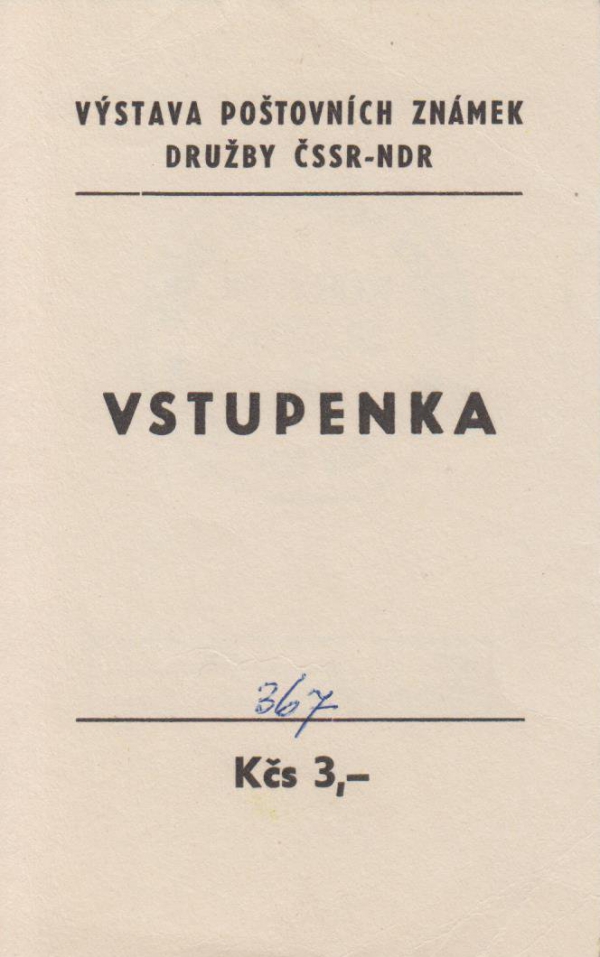 VÝSTAVA POŠTOVNÍCH ZNÁMEK
DRUŽBY ČSSR-NDR
VSTUPENKA
367
Kčs 3,–